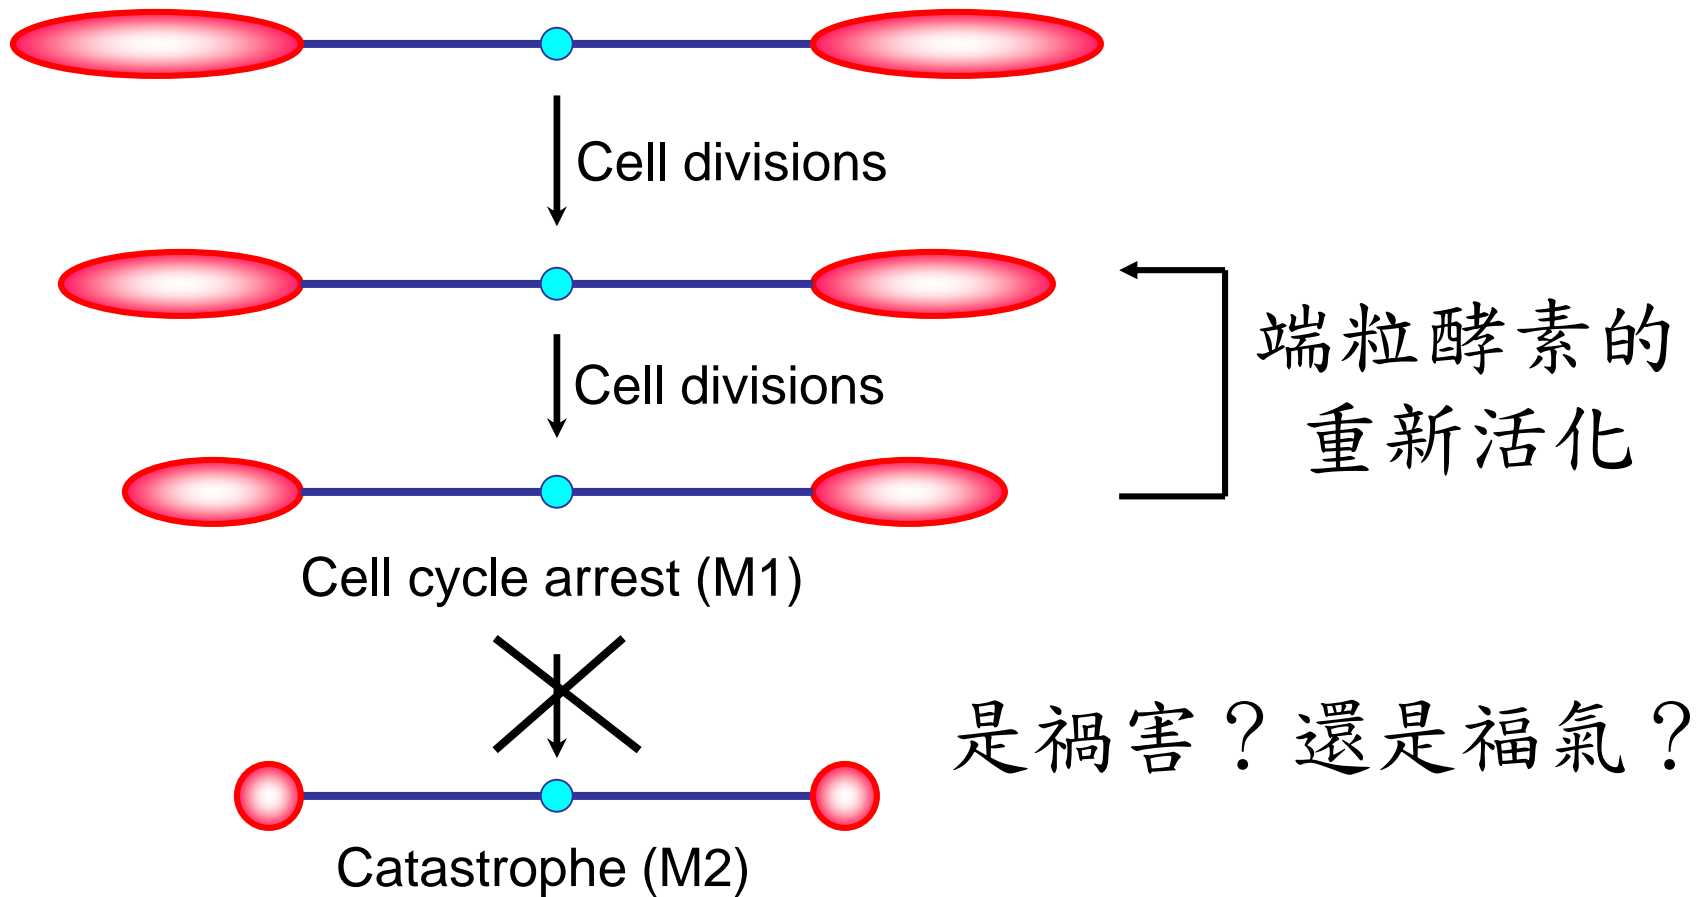 Cell divisions
Cell divisions
端粒酵素的
重新活化
Cell cycle arrest (M1)
是禍害？還是福氣？
Catastrophe (M2)